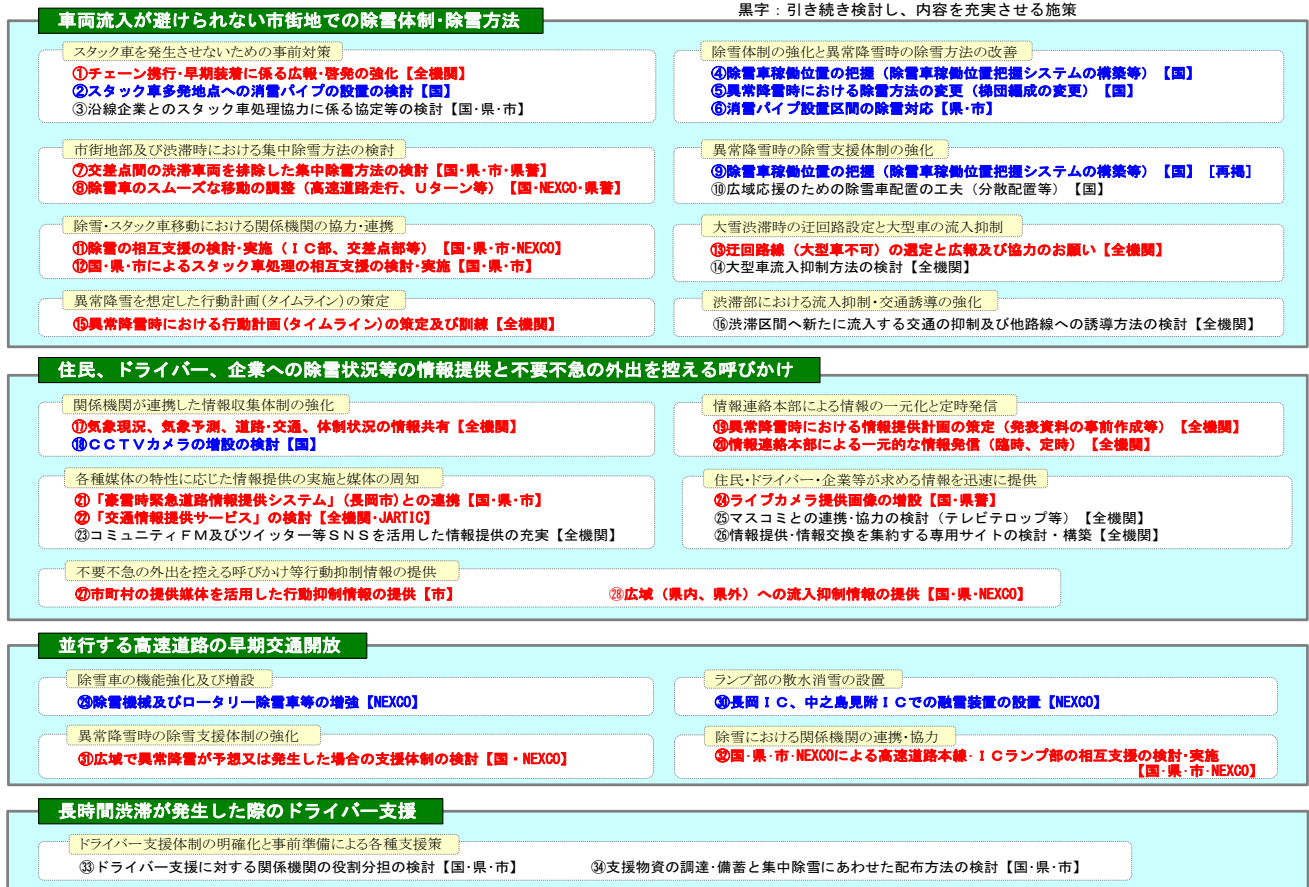 黒字：引き続き検討し、内容を充実させる施策
車両流入が避けられない市街地での除雪体制･除雪方法
スタック車を発生させないための事前対策
①チェーン携行･早期装着に係る広報･啓発の強化【全機関】
②スタック車多発地点への消雪パイプの設置の検討【国】
③沿線企業とのスタック車処理協力に係る協定等の検討【国･県･市】
除雪体制の強化と異常降雪時の除雪方法の改善
④除雪車稼働位置の把握（除雪車稼働位置把握システムの構築等）【国】
⑤異常降雪時における除雪方法の変更（梯団編成の変更）【国】
⑥消雪パイプ設置区間の除雪対応【県･市】
市街地部及び渋滞時における集中除雪方法の検討
⑦交差点間の渋滞車両を排除した集中除雪方法の検討【国･県･市･県警】
⑧除雪車のスムーズな移動の調整（高速道路走行、Ｕターン等）【国･NEXCO･県警】
異常降雪時の除雪支援体制の強化
⑨除雪車稼働位置の把握（除雪車稼働位置把握システムの構築等）【国】［再掲］
⑩広域応援のための除雪車配置の工夫（分散配置等）【国】
除雪･スタック車移動における関係機関の協力･連携
⑪除雪の相互支援の検討･実施（ＩＣ部、交差点部等）【国･県･市･NEXCO】
⑫国･県･市によるスタック車処理の相互支援の検討･実施【国･県･市】
大雪渋滞時の迂回路設定と大型車の流入抑制
⑬迂回路線（大型車不可）の選定と広報及び協力のお願い【全機関】
⑭大型車流入抑制方法の検討【全機関】
異常降雪を想定した行動計画(タイムライン)の策定
⑮異常降雪時における行動計画(タイムライン)の策定及び訓練【全機関】
渋滞部における流入抑制･交通誘導の強化
⑯渋滞区間へ新たに流入する交通の抑制及び他路線への誘導方法の検討【全機関】
住民、ドライバー、企業への除雪状況等の情報提供と不要不急の外出を控える呼びかけ
関係機関が連携した情報収集体制の強化
⑰気象現況、気象予測、道路･交通、体制状況の情報共有【全機関】
⑱ＣＣＴＶカメラの増設の検討【国】
情報連絡本部による情報の一元化と定時発信
⑲異常降雪時における情報提供計画の策定（発表資料の事前作成等）【全機関】
⑳情報連絡本部による一元的な情報発信（臨時、定時）【全機関】
各種媒体の特性に応じた情報提供の実施と媒体の周知
㉑「豪雪時緊急道路情報提供システム」(長岡市)との連携【国･県･市】
㉒「交通情報提供サービス」の検討【全機関･JARTIC】
㉓コミュニティＦＭ及びツイッター等ＳＮＳを活用した情報提供の充実【全機関】
住民･ドライバー･企業等が求める情報を迅速に提供
㉔ライブカメラ提供画像の増設【国･県警】
㉕マスコミとの連携･協力の検討（テレビテロップ等）【全機関】
㉖情報提供･情報交換を集約する専用サイトの検討・構築【全機関】
不要不急の外出を控える呼びかけ等行動抑制情報の提供
㉗市町村の提供媒体を活用した行動抑制情報の提供【市】
㉘広域（県内、県外）への流入抑制情報の提供【国･県･NEXCO】
並行する高速道路の早期交通開放
除雪車の機能強化及び増設
㉙除雪機械及びロータリー除雪車等の増強【NEXCO】
ランプ部の散水消雪の設置
㉚長岡ＩＣ、中之島見附ＩＣでの融雪装置の設置【NEXCO】
異常降雪時の除雪支援体制の強化
㉛広域で異常降雪が予想又は発生した場合の支援体制の検討【国・NEXCO】
除雪における関係機関の連携･協力
㉜国･県･市･NEXCOによる高速道路本線･ＩＣランプ部の相互支援の検討･実施
【国･県･市･NEXCO】
長時間渋滞が発生した際のドライバー支援
ドライバー支援体制の明確化と事前準備による各種支援策
㉝ドライバー支援に対する関係機関の役割分担の検討【国･県･市】
㉞支援物資の調達･備蓄と集中除雪にあわせた配布方法の検討【国･県･市】